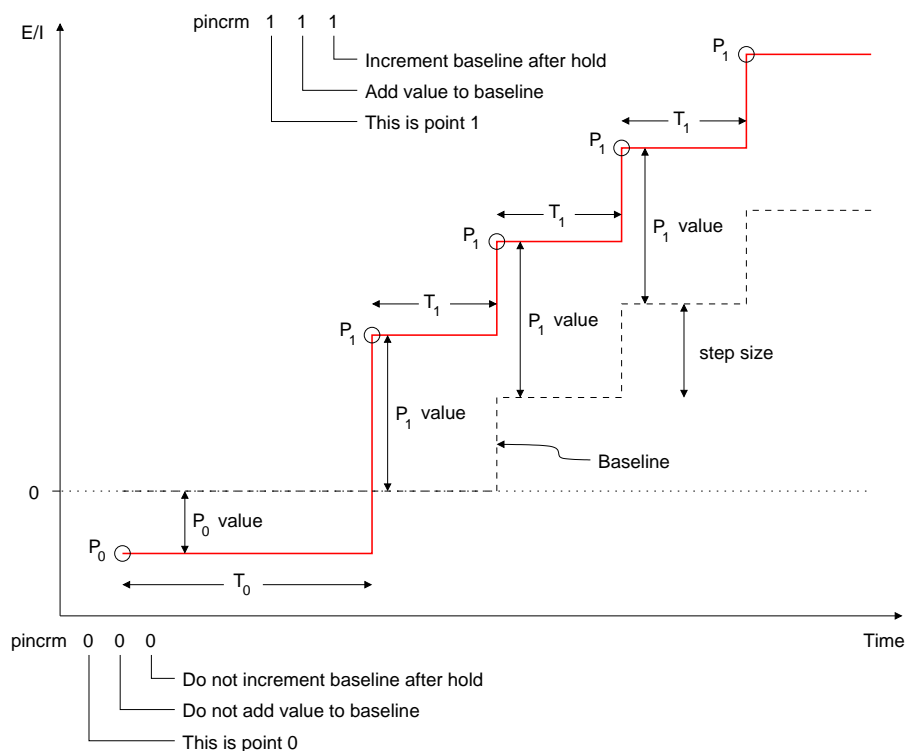 pincrm 1 1 1
E/I
Increment baseline after hold
Add value to baseline
This is point 1
P1
T1
P1
T1
P1 value
P1
T1
P1 value
step size
P1
P1 value
Baseline
0
P0 value
P0
T0
pincrm 0 0 0
Time
Do not increment baseline after hold
Do not add value to baseline
This is point 0